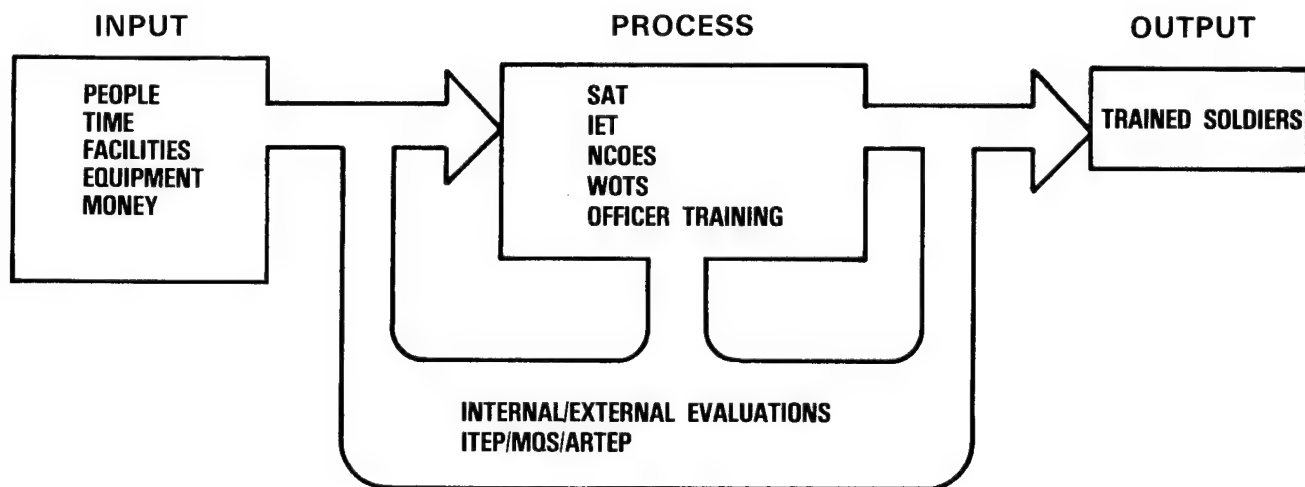 INPUT
PROCESS
OUTPUT
PEOPLE
TIME
FACILITIES
EQUIPMENT
MONEY
SAT
IET
NCOES
WOTS
OFFICER TRAINING
TRAINED SOLDIERS
INTERNAL/EXTERNAL EVALUATIONS
ITEP/MQS/ARTEP